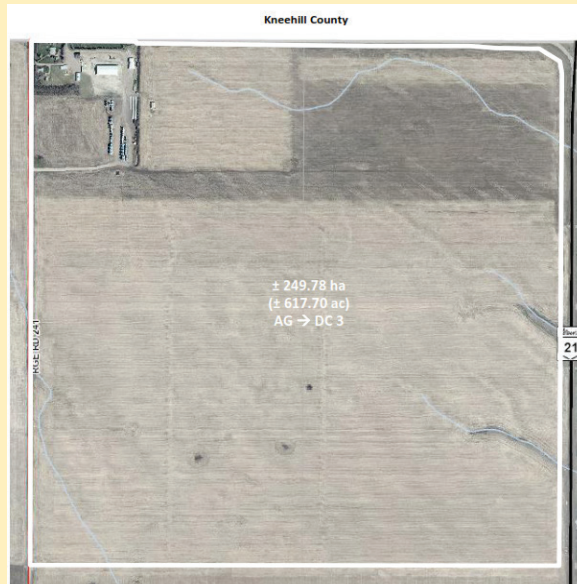 Kneehill County
± 249.78 ha
(± 617.70 ac)
AG → DC 3
RGE RD 241
21